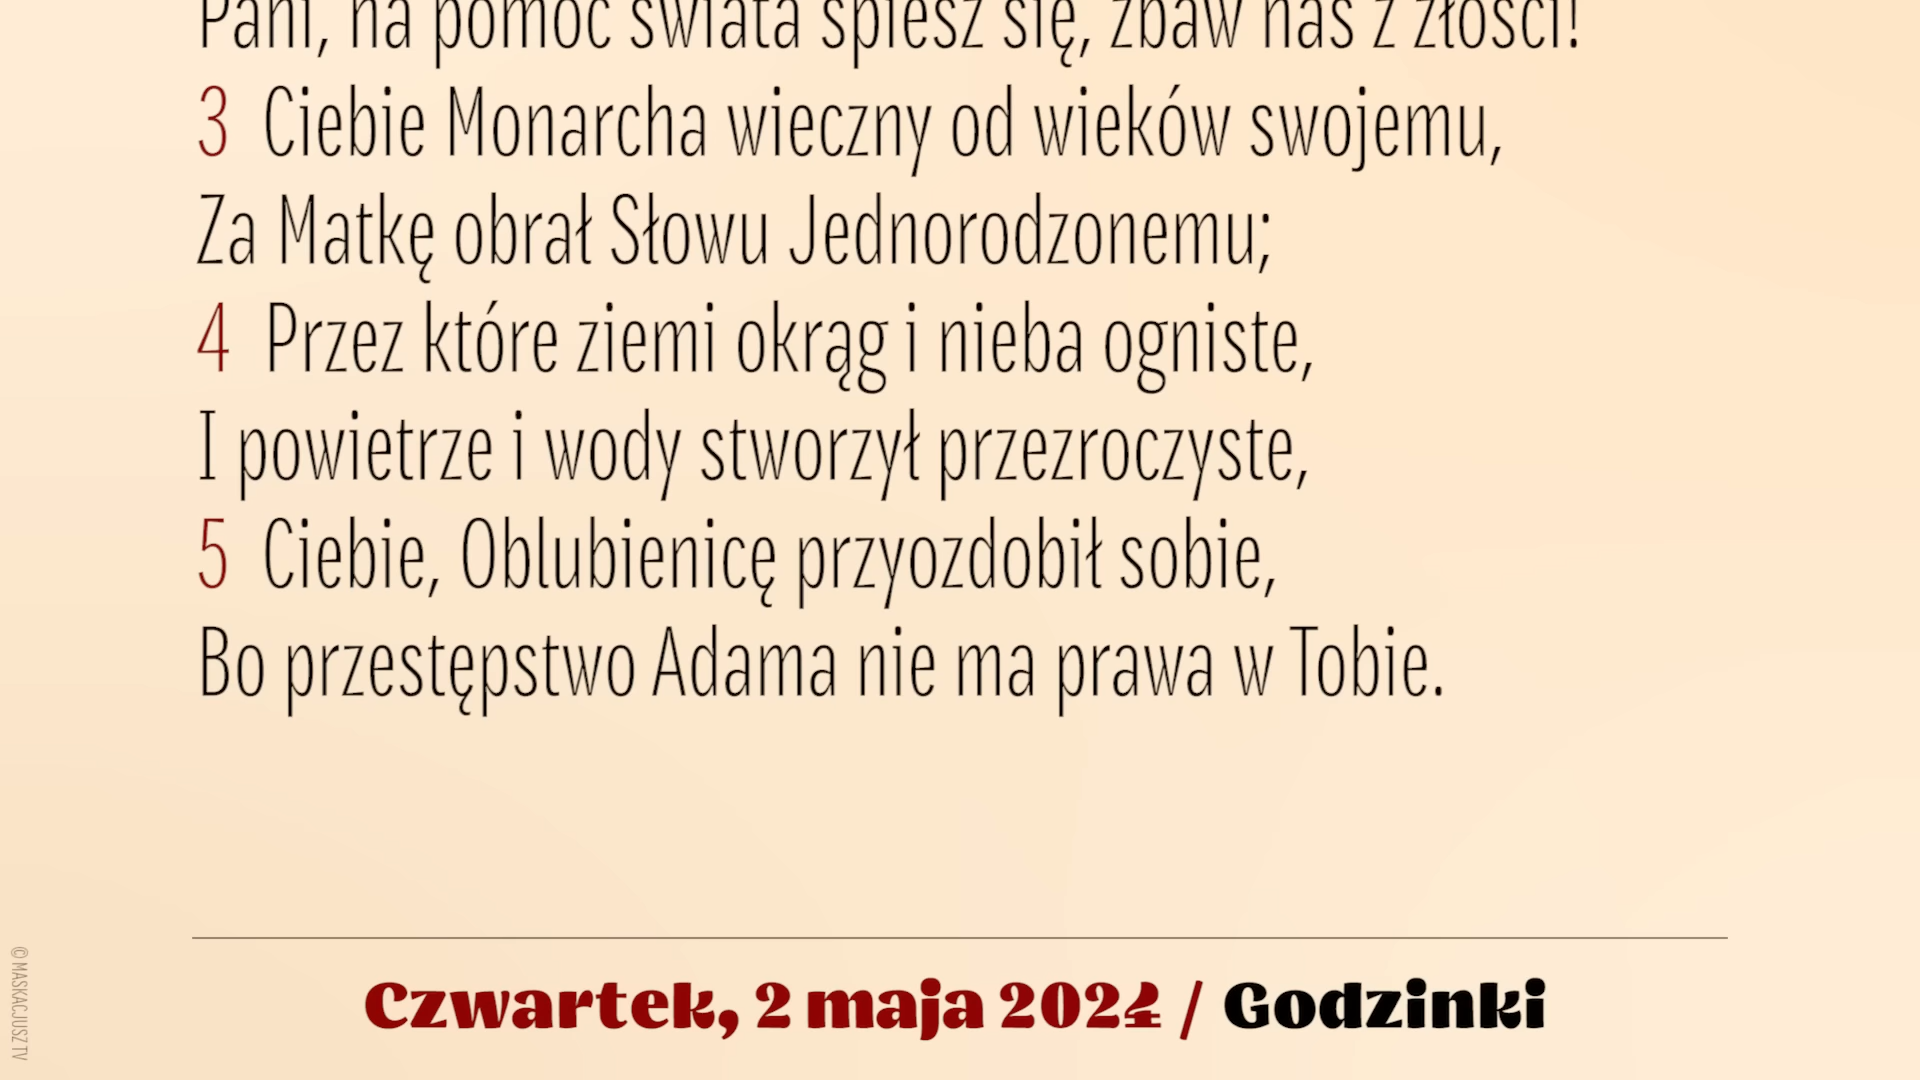 Pani, na pomoc świata spiesz się, zbaw nas z złości!
3 Ciebie Monarcha wieczny od wieków swojemu,
Za Matkę obrał Słowu Jednorodzonemu;
4 Przez które ziemi okrąg i nieba ogniste,
I powietrze i wody stworzył przezroczyste,
5 Ciebie, Oblubienicę przyozdobił sobie,
Bo przestępstwo Adama nie ma prawa w Tobie.
Czwartek, 2 maja 2024 / Godzinki
© MASKACJUSZ TV